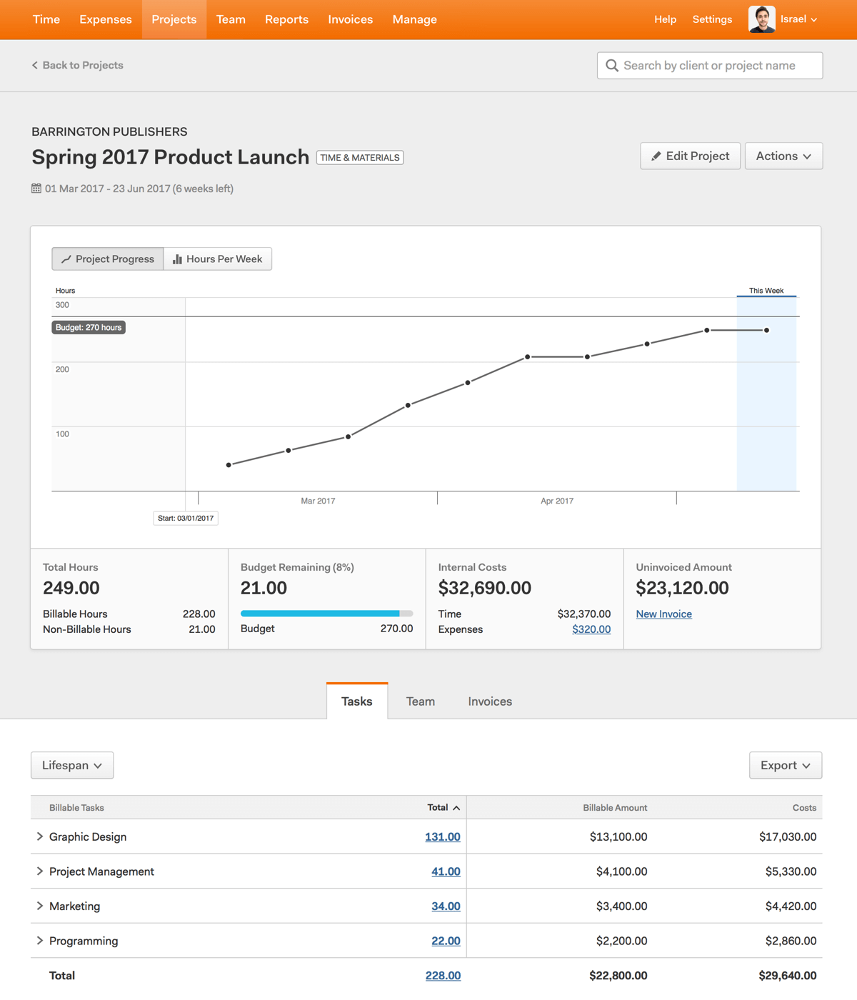 Time Expenses Projects Team Reports Invoices Manage Help Settings Israel
Back to Projects Search by client or project name
BARRINGTON PUBLISHERS
Spring 2017 Product Launch TIME & MATERIALS Edit Project Actions
01 Mar 2017 - 23 Jun 2017 (6 weeks left)
Project Progress Hours Per Week
Hours This Week
300
Budget: 270 hours
200
100
Mar 2017 Apr 2017
Start: 03/01/2017
Total Hours
249.00
Billable Hours 228.00
Non-Billable Hours 21.00
Budget Remaining (8%)
21.00
Budget 270.00
Internal Costs
$32,690.00
Time $32,370.00
Expenses $320.00
Uninvoiced Amount
$23,120.00
New Invoice
Tasks Team Invoices
Lifespan Export
Billable Tasks Total Billable Amount Costs
Graphic Design 131.00 $13,100.00 $17,030.00
Project Management 41.00 $4,100.00 $5,330.00
Marketing 34.00 $3,400.00 $4,420.00
Programming 22.00 $2,200.00 $2,860.00
Total 228.00 $22,800.00 $29,640.00